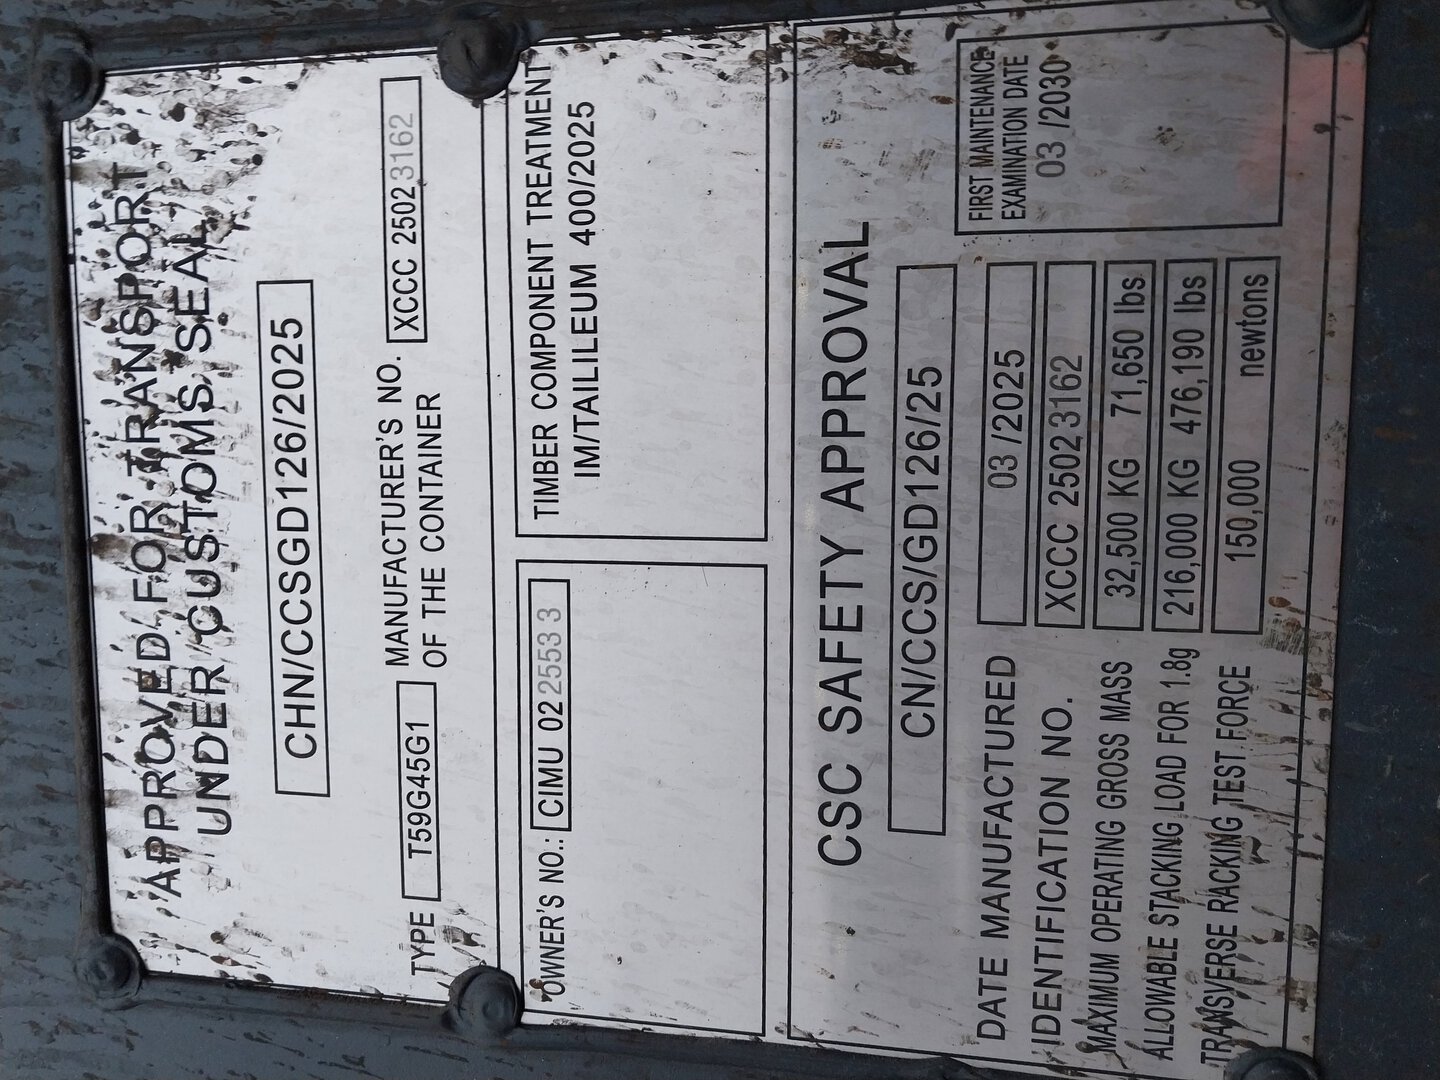 APPROVED FOR TRANSPORT
UNDER CUSTOMS SEAL
CHN/CCSGD126/2025
TYPE T59G45G1 MANUFACTURER'S NO. XCCC 2502 3162
OF THE CONTAINER
OWNER'S NO.: CIMU 02 2553 3
TIMBER COMPONENT TREATMENT
IM/TAILILEUM 400/2025
CSC SAFETY APPROVAL
CN/CCS/GD126/25
FIRST MAINTENANCE
EXAMINATION DATE
03 /2030
DATE MANUFACTURED 03 /2025
IDENTIFICATION NO. XCCC 2502 3162
MAXIMUM OPERATING GROSS MASS 32,500 KG 71,650 lbs
ALLOWABLE STACKING LOAD FOR 1.8g 216,000 KG 476,190 lbs
TRANSVERSE RACKING TEST FORCE 150,000 newtons